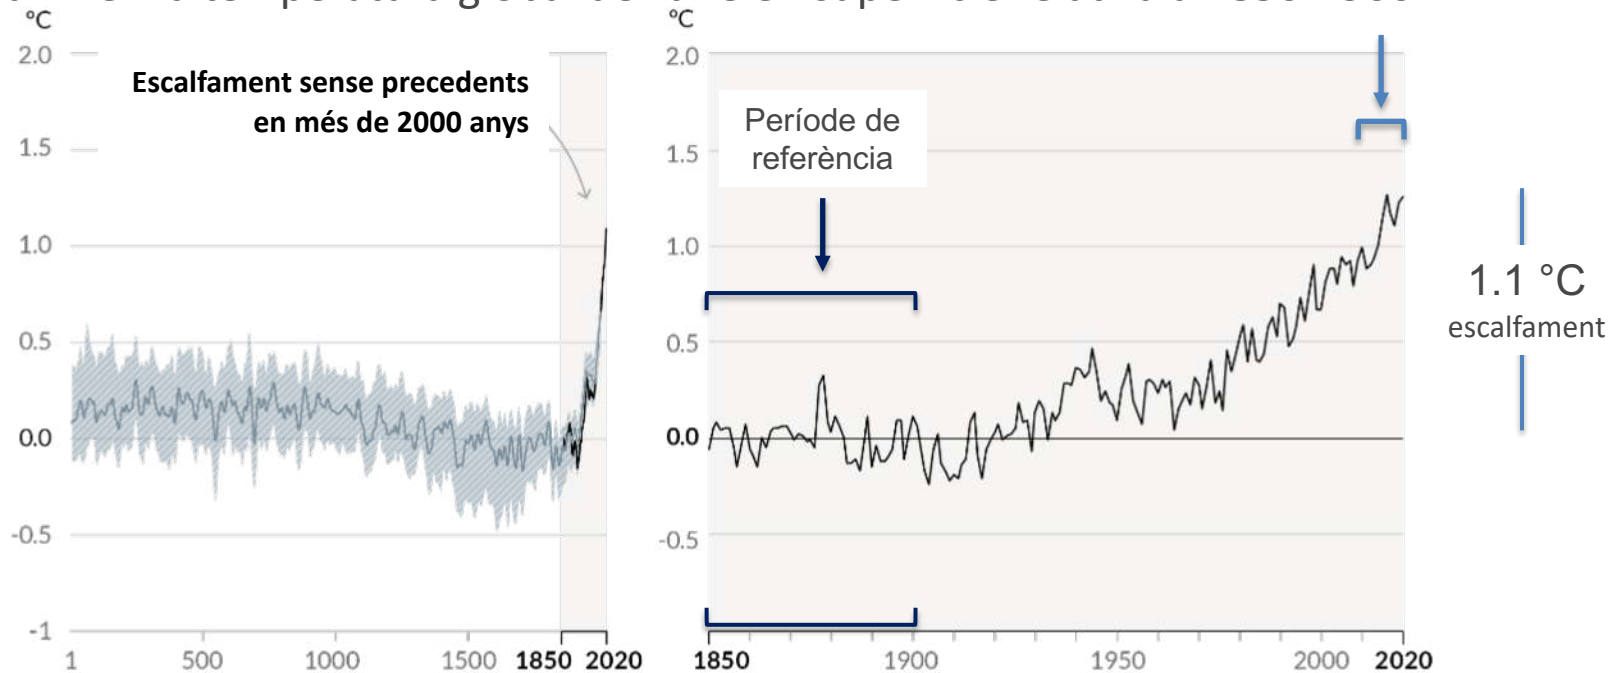 °C
2.0
1.5
1.0
0.5
0.0
-0.5
-1
1 500 1000 1500 1850 2020
Escalfament sense precedents
en més de 2000 anys
°C
2.0
1.5
1.0
0.5
0.0
-0.5
1850 1900 1950 2000 2020
Període de
referència
1.1 °C
escalfament